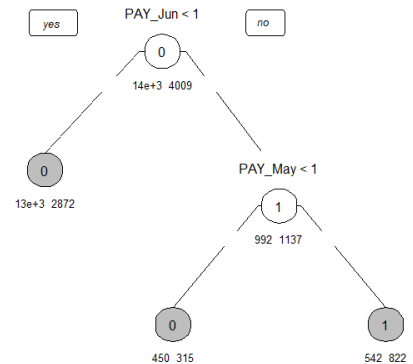 PAY_Jun < 1
yes
no
0
14e+3 4009
0
13e+3 2872
PAY_May < 1
1
992 1137
0
450 315
1
542 822